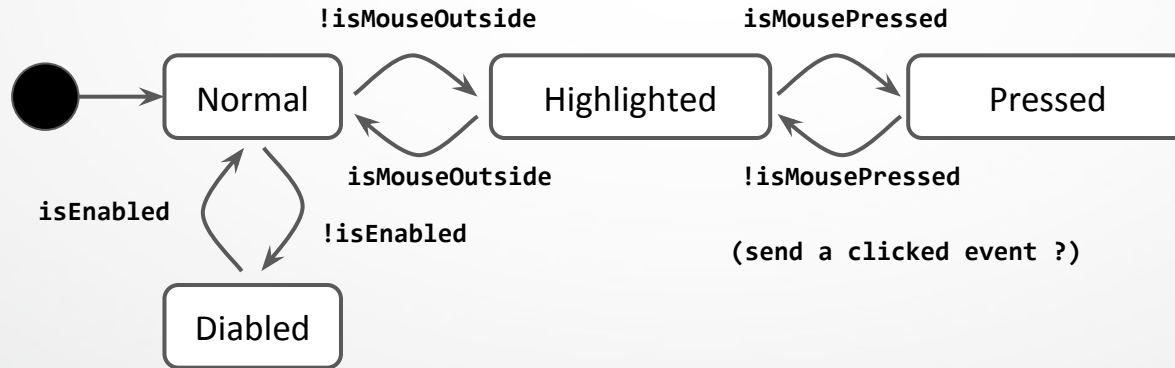 !isMouseOutside
isMousePressed
Normal
Highlighted
Pressed
isMouseOutside
!isMousePressed
isEnabled
!isEnabled
(send a clicked event ?)
Diabled